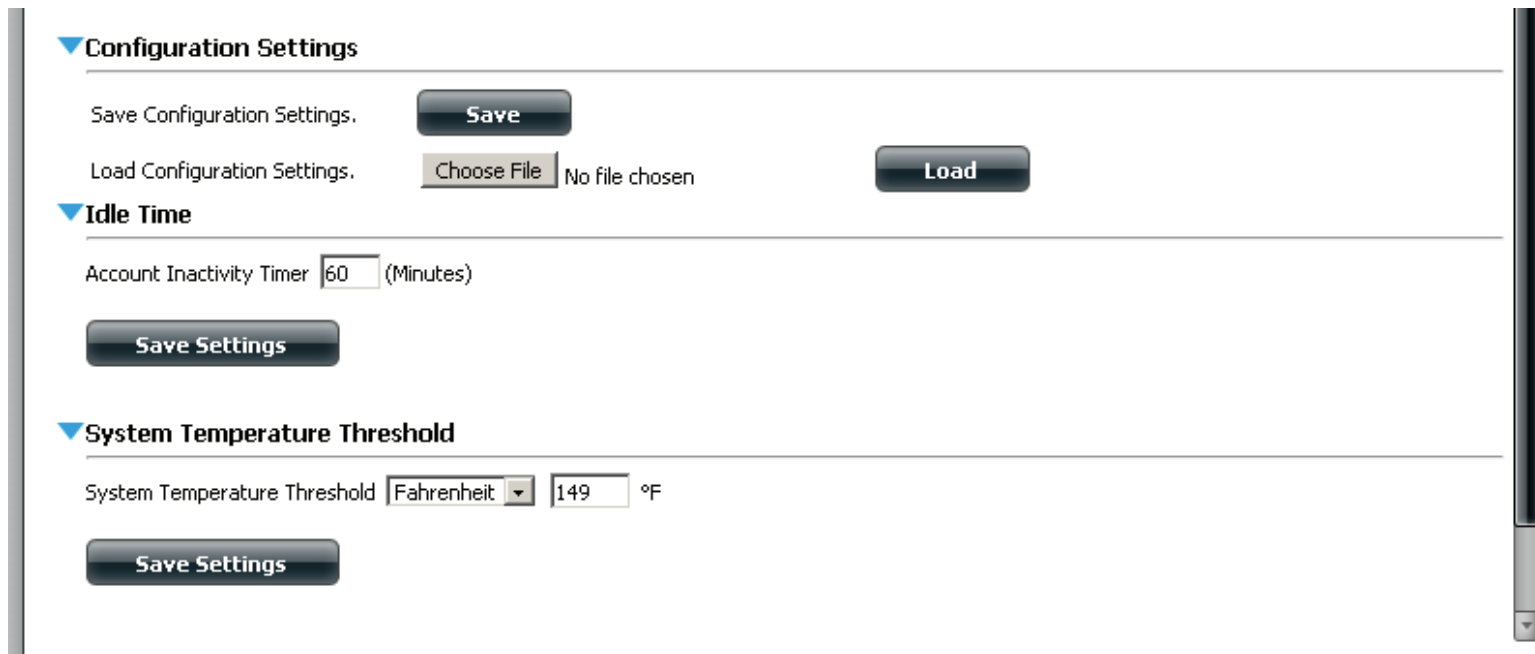 Configuration Settings
Save Configuration Settings. Save
Load Configuration Settings. Choose File No file chosen Load
Idle Time
Account Inactivity Timer 60 (Minutes)
Save Settings
System Temperature Threshold
System Temperature Threshold Fahrenheit 149 °F
Save Settings